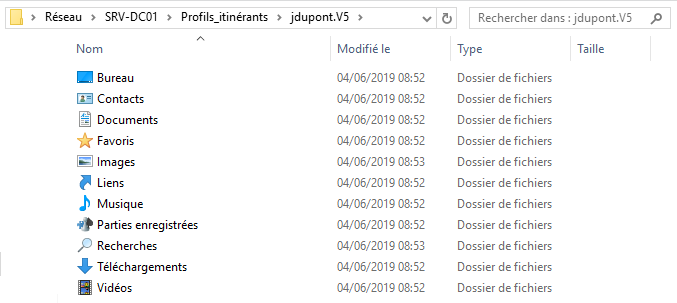 Réseau > SRV-DC01 > Profils_itinérants > jdupont.V5
Rechercher dans : jdupont.V5
Nom Modifié le Type Taille
Bureau 04/06/2019 08:52 Dossier de fichiers
Contacts 04/06/2019 08:52 Dossier de fichiers
Documents 04/06/2019 08:52 Dossier de fichiers
Favoris 04/06/2019 08:52 Dossier de fichiers
Images 04/06/2019 08:53 Dossier de fichiers
Liens 04/06/2019 08:52 Dossier de fichiers
Musique 04/06/2019 08:52 Dossier de fichiers
Parties enregistrées 04/06/2019 08:52 Dossier de fichiers
Recherches 04/06/2019 08:53 Dossier de fichiers
Téléchargements 04/06/2019 08:52 Dossier de fichiers
Vidéos 04/06/2019 08:52 Dossier de fichiers